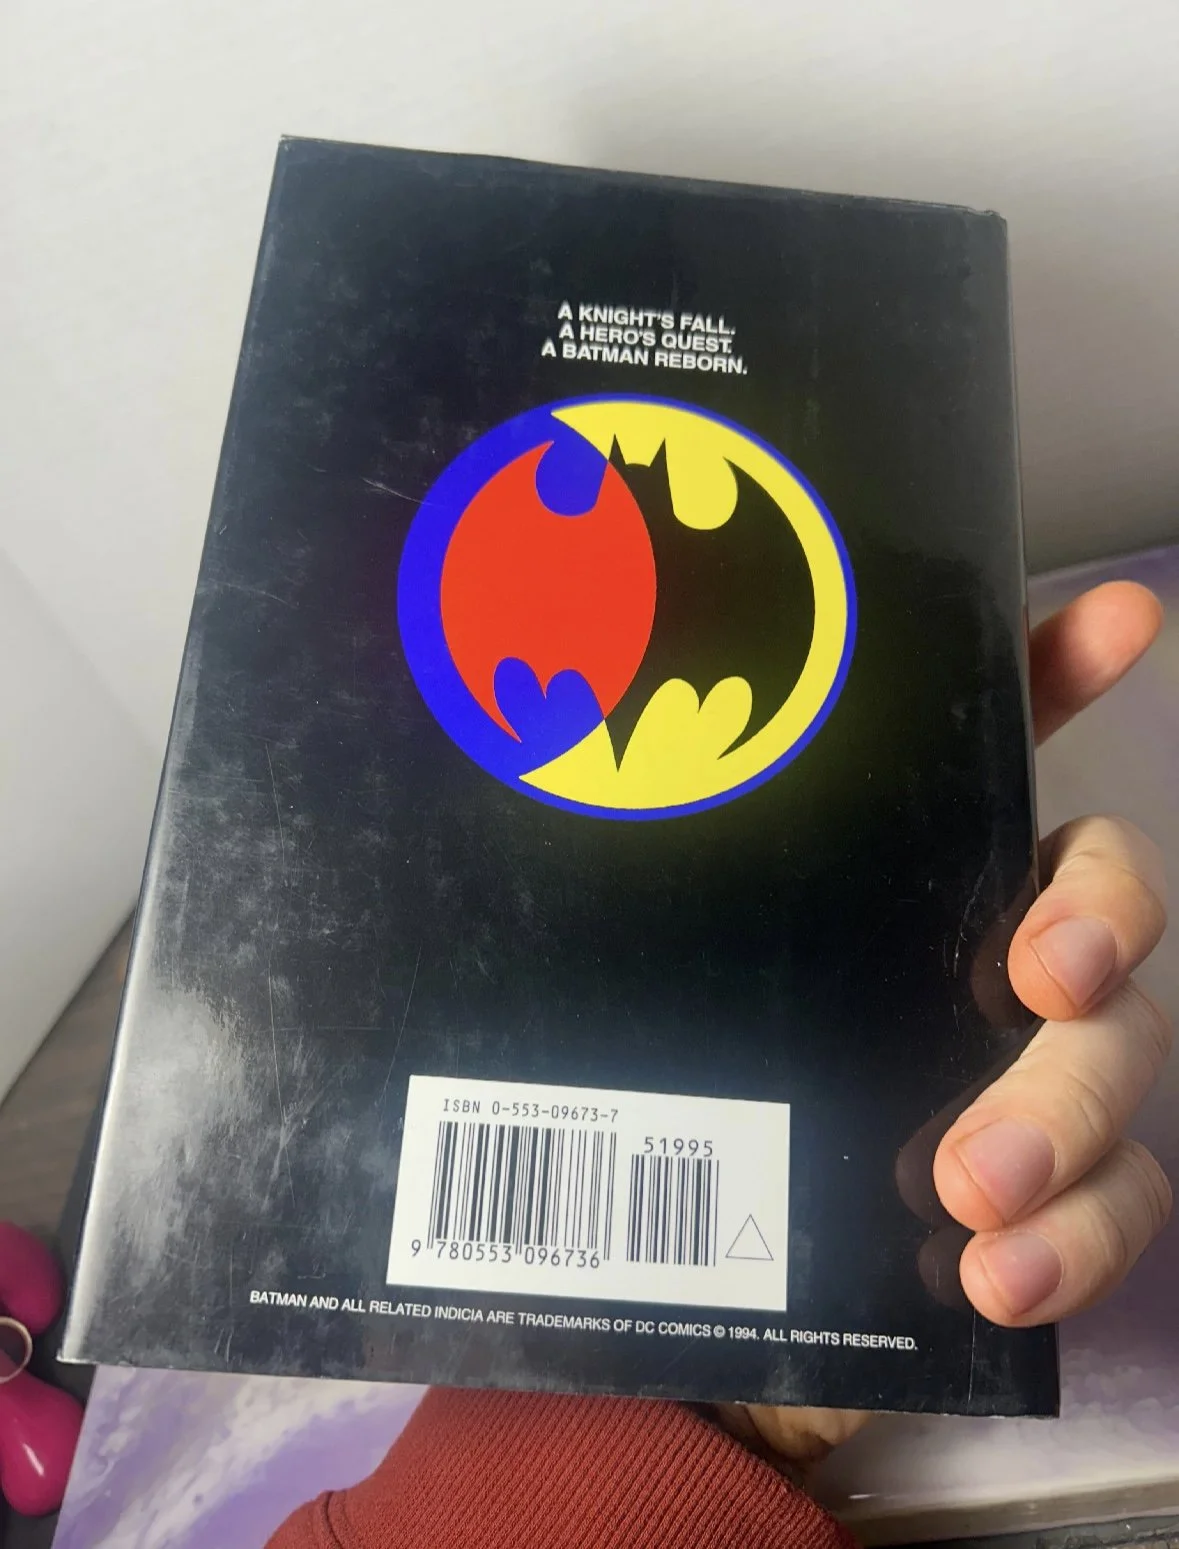 A KNIGHT'S FALL.
A HERO'S QUEST.
A BATMAN REBORN.
ISBN 0-553-09673-7
51995
9 780553 096736
BATMAN AND ALL RELATED INDICIA ARE TRADEMARKS OF DC COMICS © 1994. ALL RIGHTS RESERVED.